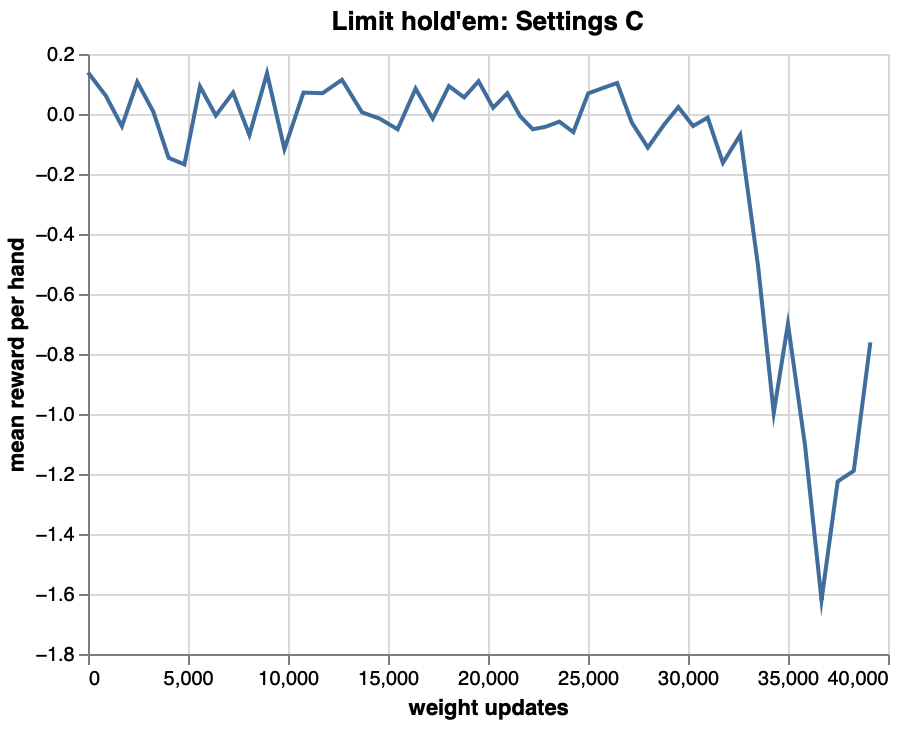 Limit hold'em: Settings C
0.2
0.0
−0.2
−0.4
−0.6
−0.8
−1.0
−1.2
−1.4
−1.6
−1.8
mean reward per hand
0 5,000 10,000 15,000 20,000 25,000 30,000 35,000 40,000
weight updates